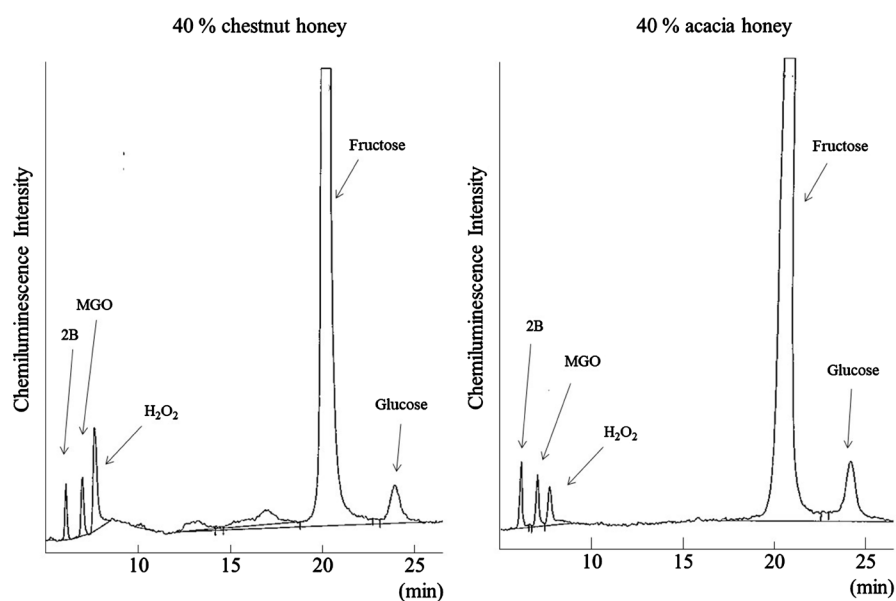 40 % chestnut honey
Chemiluminescence Intensity
2B
MGO
H₂O₂
Fructose
Glucose
10
15
20
25
(min)
40 % acacia honey
Chemiluminescence Intensity
2B
MGO
H₂O₂
Fructose
Glucose
10
15
20
25
(min)